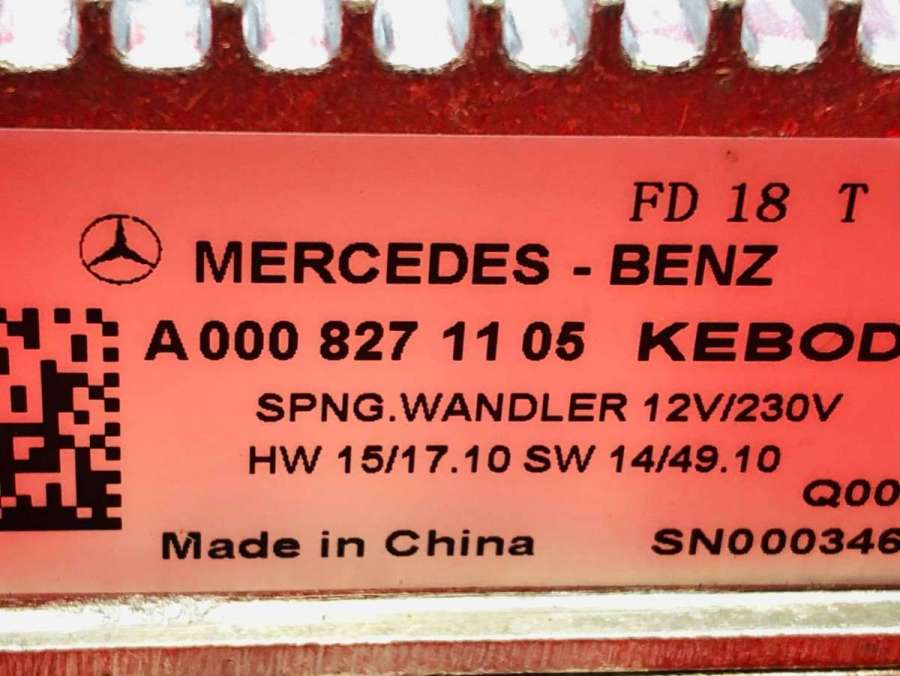 FD 18 T
MERCEDES - BENZ
A 000 827 11 05 KEBOD
SPNG.WANDLER 12V/230V
HW 15/17.10 SW 14/49.10
Q00
Made in China SN000346